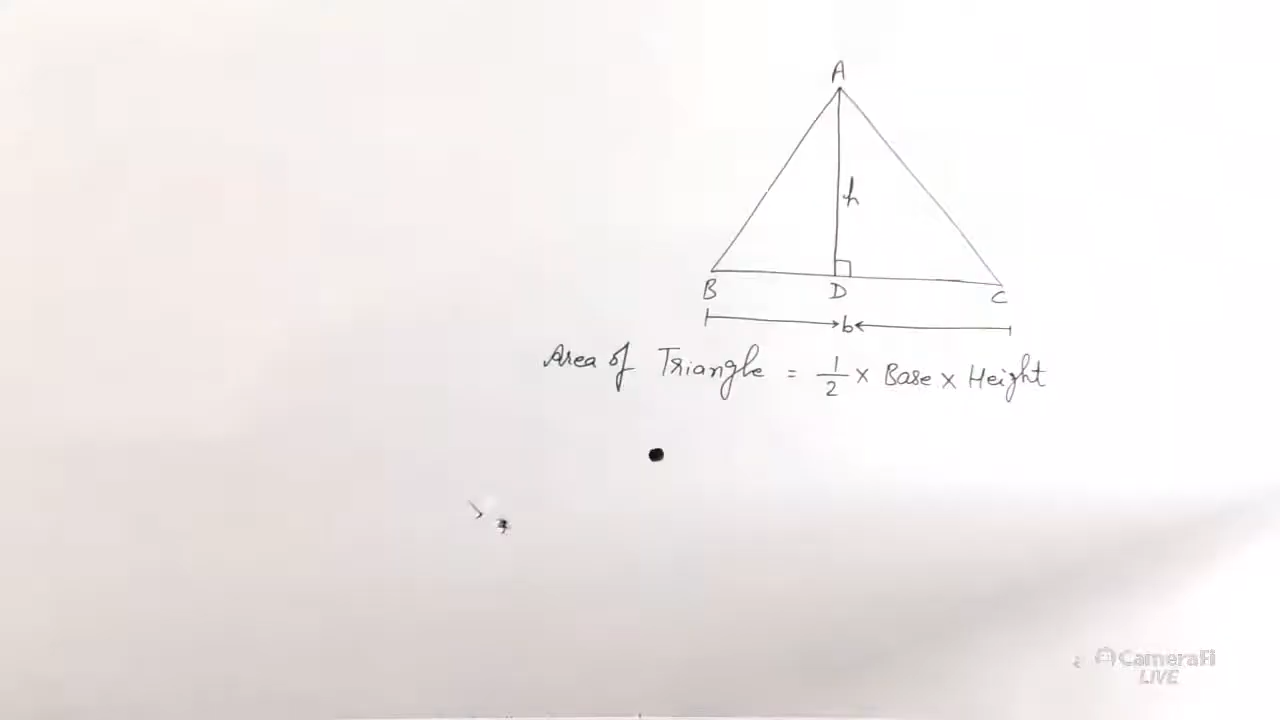 A
h
B D C
b
Area of Triangle = 1/2 × Base × Height
CameraFi
LIVE